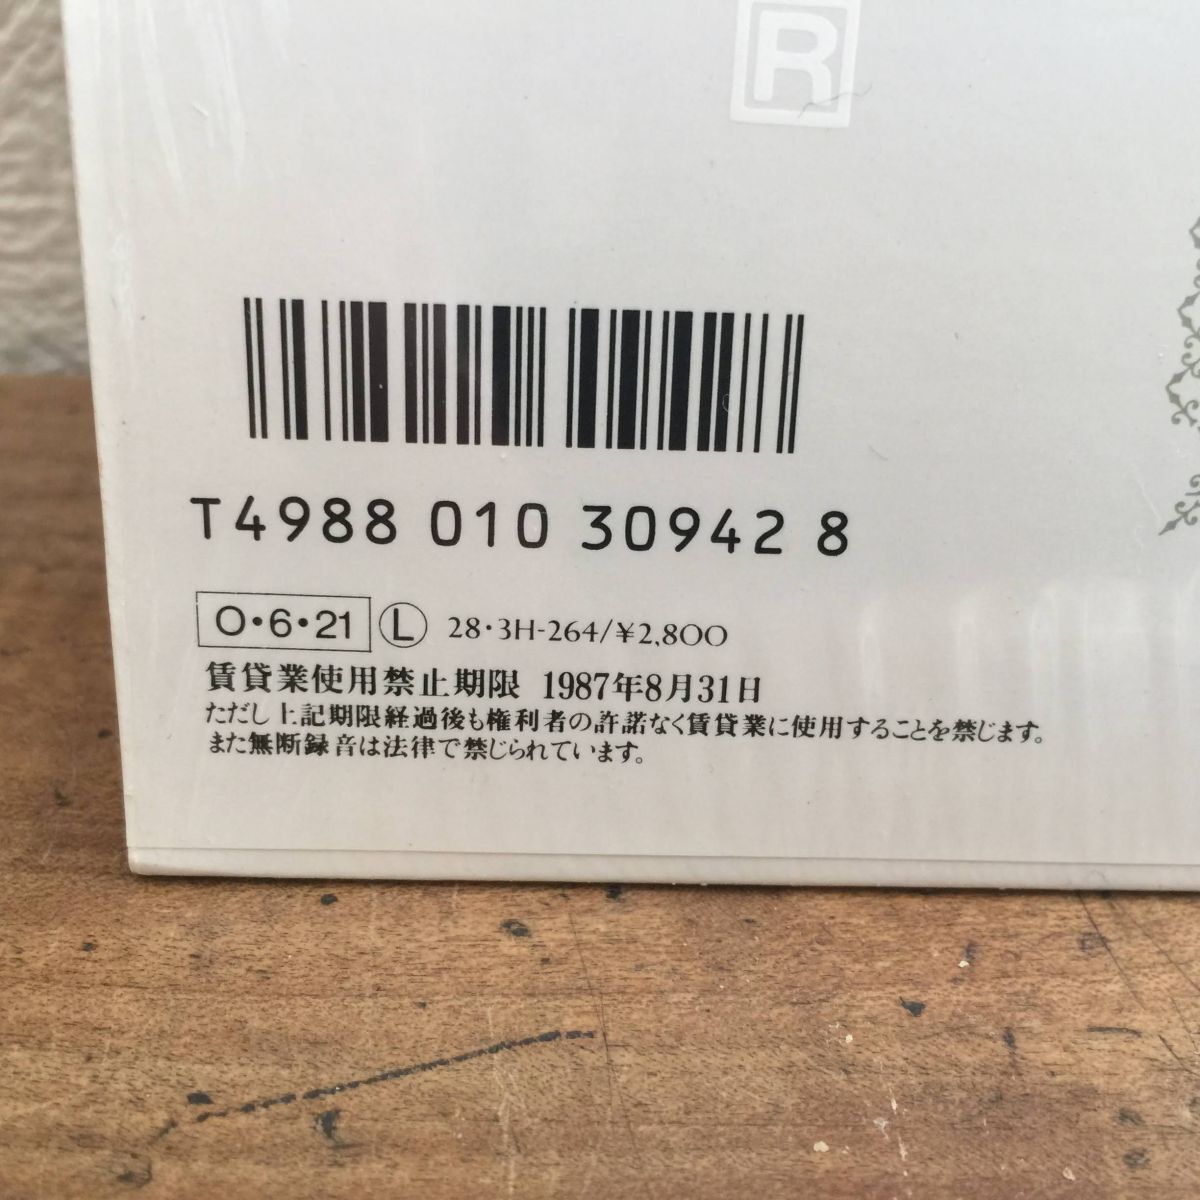 R
T4988 010 30942 8
O・6・21 Ⓛ 28・3H-264/¥2,800
賃貸業使用禁止期限 1987年8月31日
ただし上記期限経過後も権利者の許諾なく賃貸業に使用することを禁じます。
また無断録音は法律で禁じられています。